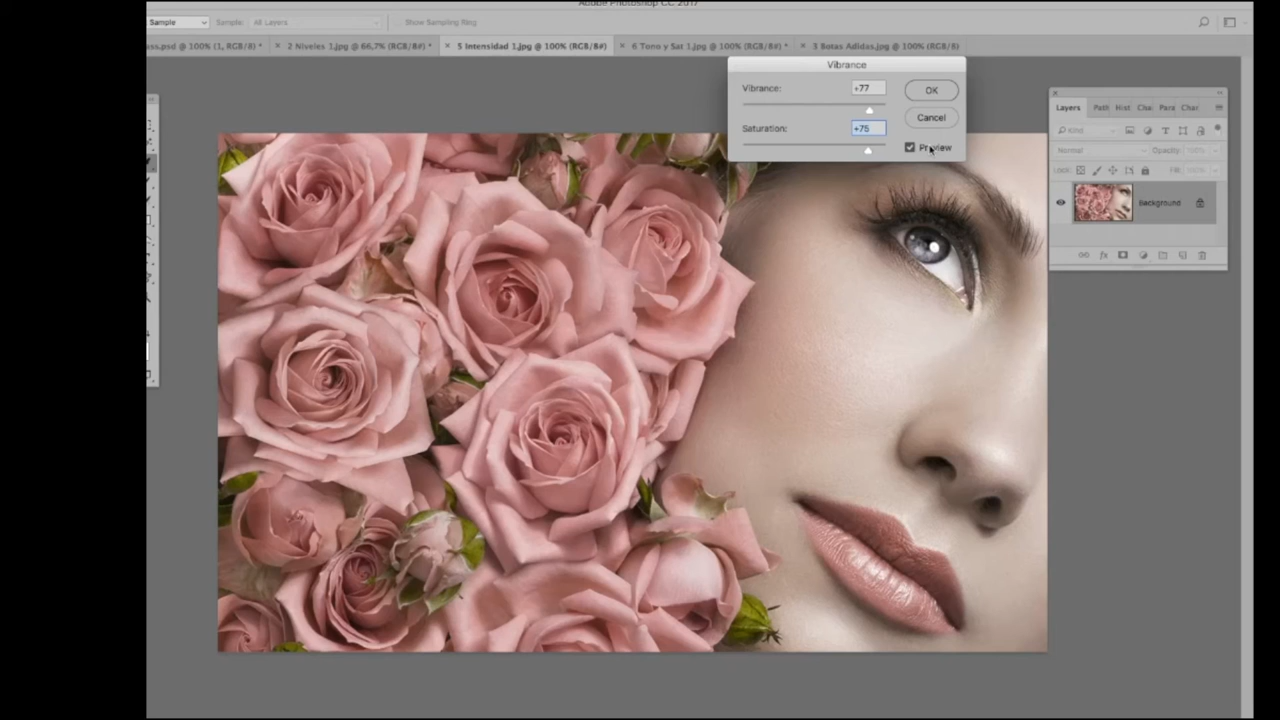 Adobe Photoshop CC 2017
Sample Sample: All Layers Show Sampling Ring
ass.psd @ 100% (1, RGB/8) * × 2 Niveles 1.jpg @ 66,7% (RGB/8#) * × 5 Intensidad 1.jpg @ 100% (RGB/8#) × 6 Tono y Sat 1.jpg @ 100% (RGB/8#) * × 3 Botas Adidas.jpg @ 100% (RGB/8)
Vibrance
Vibrance: +77 OK
Cancel
Saturation: +75
Preview
Layers Path Hist Cha Para Char
Kind
Normal Opacity: 100%
Lock: Fill: 100%
Background
fx